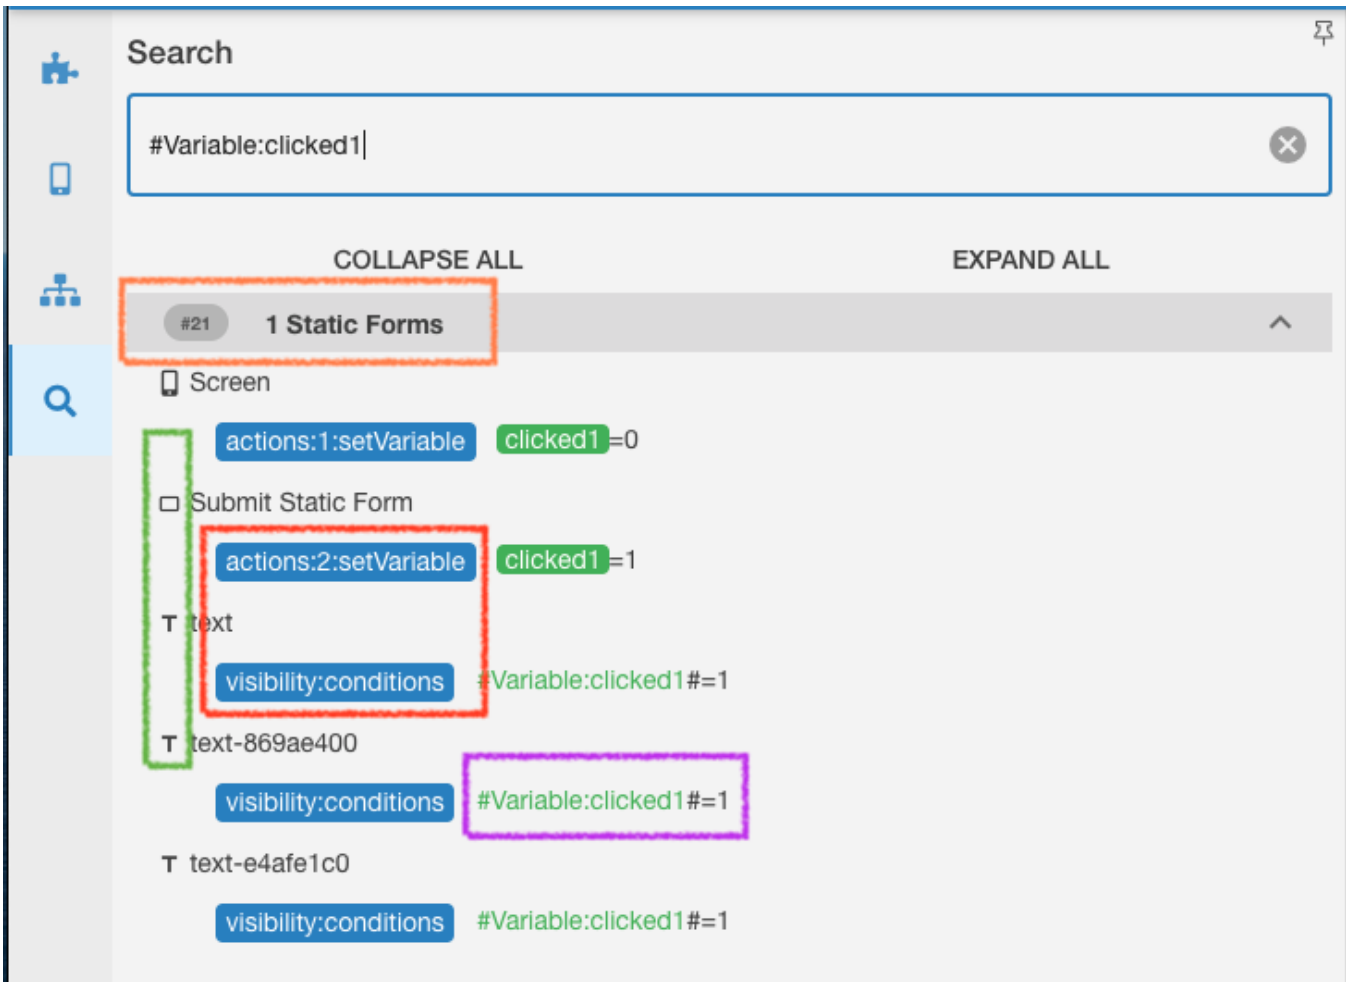 Search
#Variable:clicked1
COLLAPSE ALL EXPAND ALL
#21 1 Static Forms
Screen
actions:1:setVariable clicked1=0
Submit Static Form
actions:2:setVariable clicked1=1
T text
visibility:conditions #Variable:clicked1#=1
T text-869ae400
visibility:conditions #Variable:clicked1#=1
T text-e4afe1c0
visibility:conditions #Variable:clicked1#=1